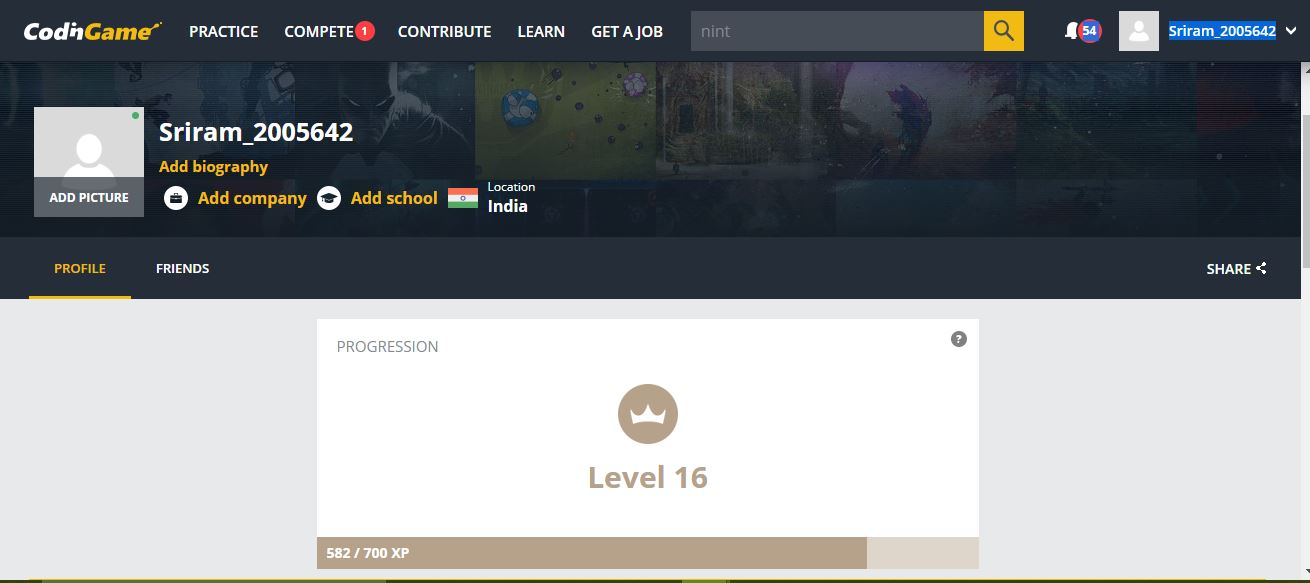 CodinGame PRACTICE COMPETE 1 CONTRIBUTE LEARN GET A JOB nint 54 Sriram_2005642
Sriram_2005642
Add biography
ADD PICTURE
Add company Add school
Location
India
PROFILE FRIENDS SHARE
PROGRESSION ?
Level 16
582 / 700 XP